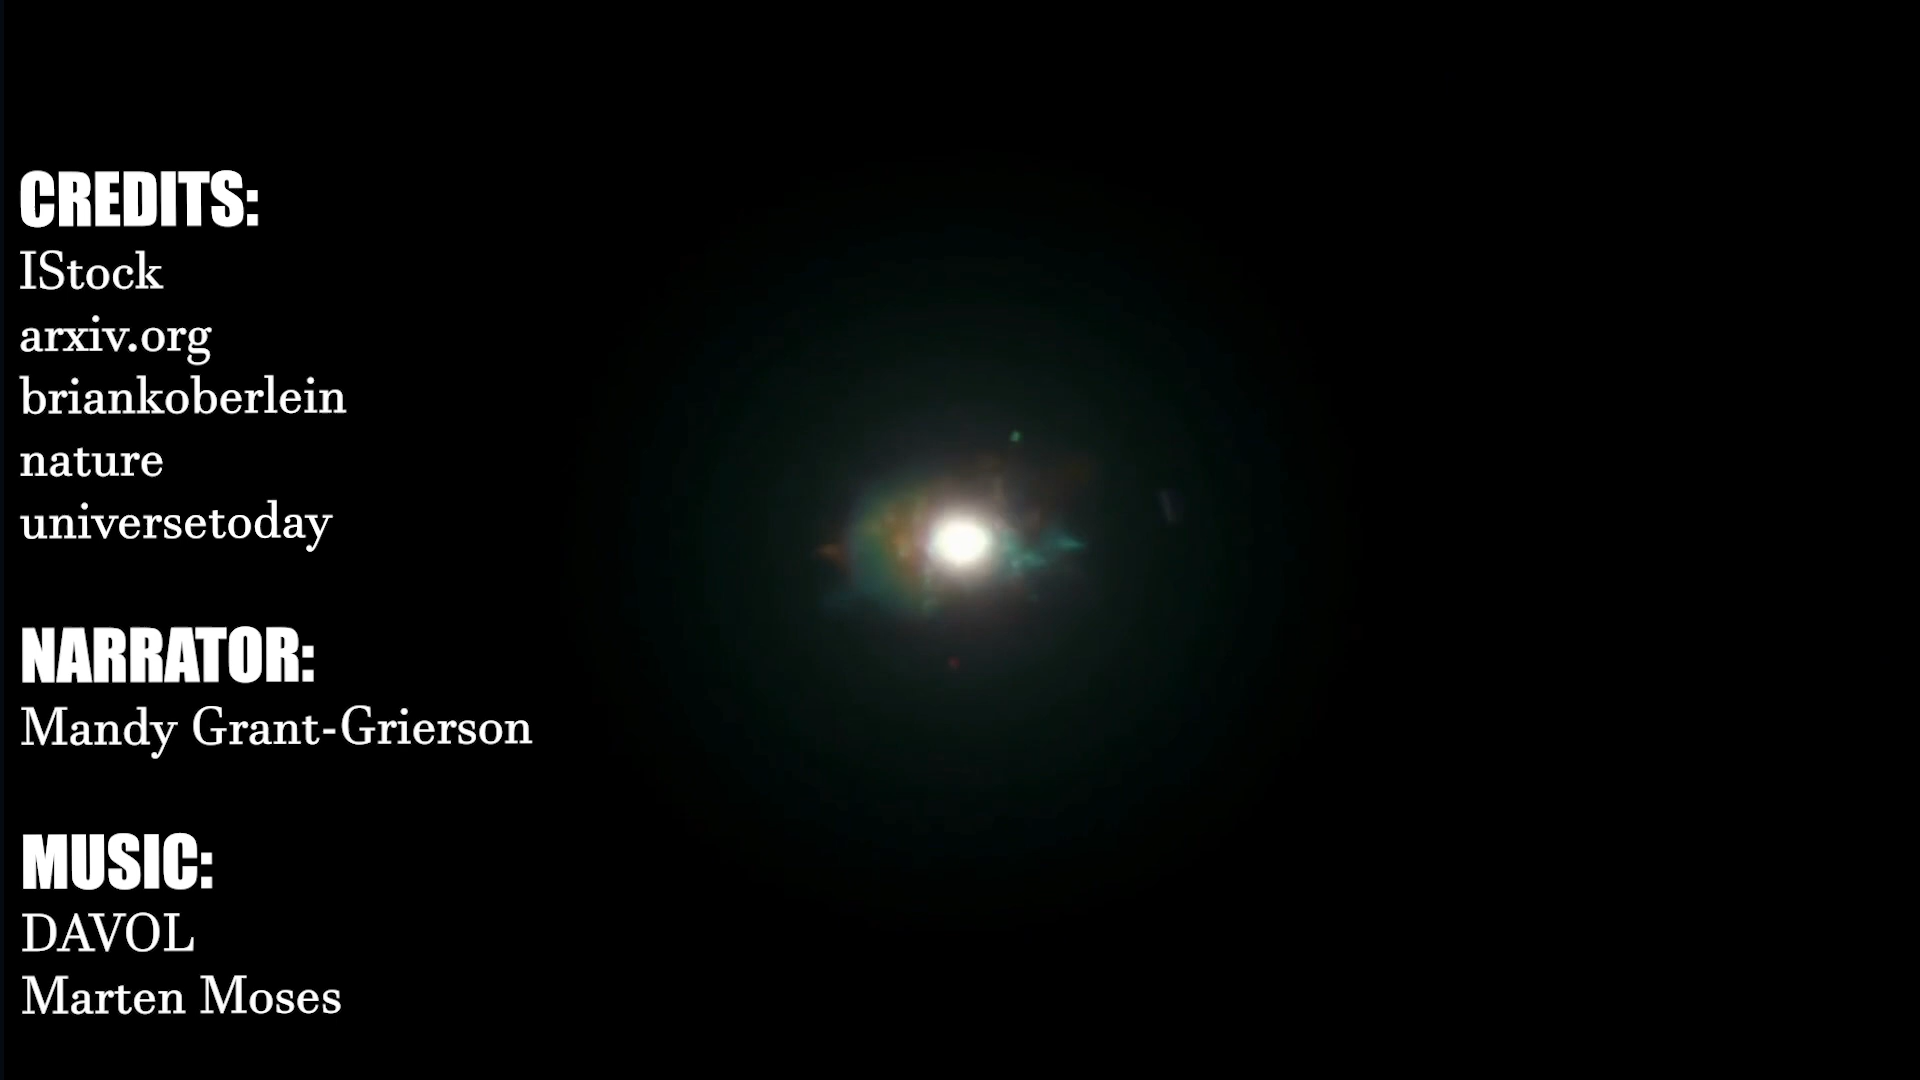 CREDITS:
IStock
arxiv.org
briankoberlein
nature
universetoday
NARRATOR:
Mandy Grant-Grierson
MUSIC:
DAVOL
Marten Moses